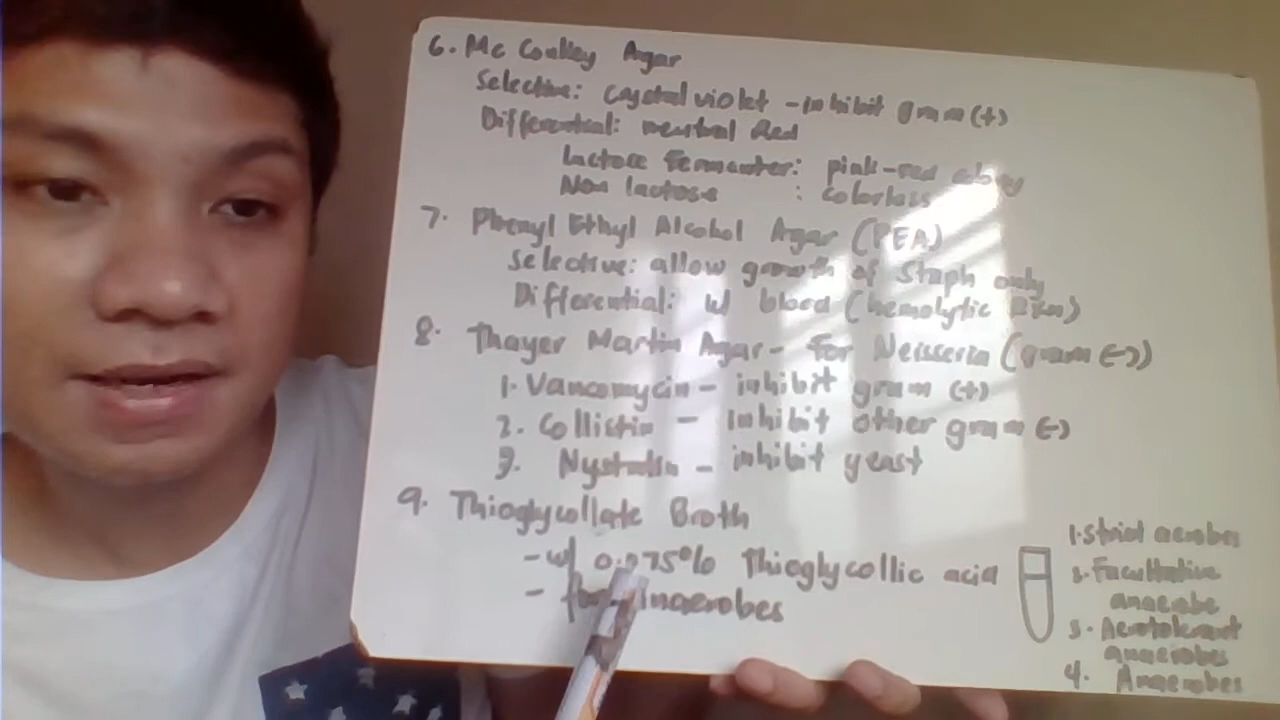 6. Mc Conkey Agar
Selective: crystal violet - inhibit gram (+)
Differential: neutral Red
Lactose fermenter: pink-red colony
Non lactose : colorless
7. Phenyl Ethyl Alcohol Agar (PEA)
Selective: allow growth of Staph only
Differential: w/ blood (hemolytic
8. Thayer Martin Agar - for Neisseria (gram (-))
1. Vancomycin - inhibit gram (+)
2. Collistin - inhibit other gram (-)
3. Nystatin - inhibit yeast
9. Thioglycollate Broth
- w/ 0.075% Thioglycollic acid
- for anaerobes
1. Strict aerobes
2. Facultative
anaerobe
3. Aerotolerant
anaerobes
4. Anaerobes